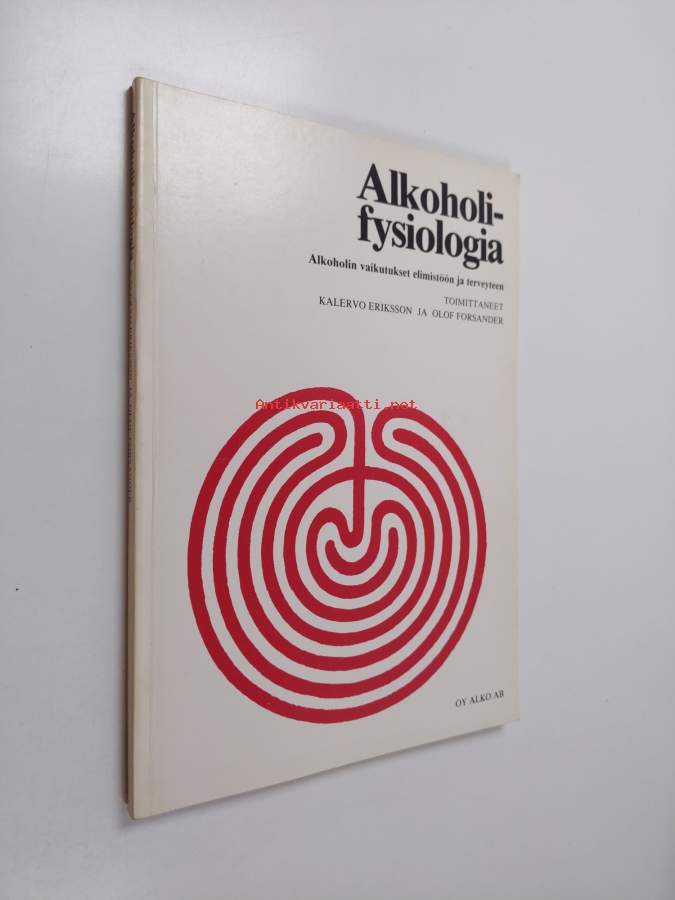 Alkoholi-
fysiologia
Alkoholin vaikutukset elimistöön ja terveyteen
TOIMITTANEET
KALERVO ERIKSSON JA OLOF FORSANDER
Antikvariaatti.net
OY ALKO AB